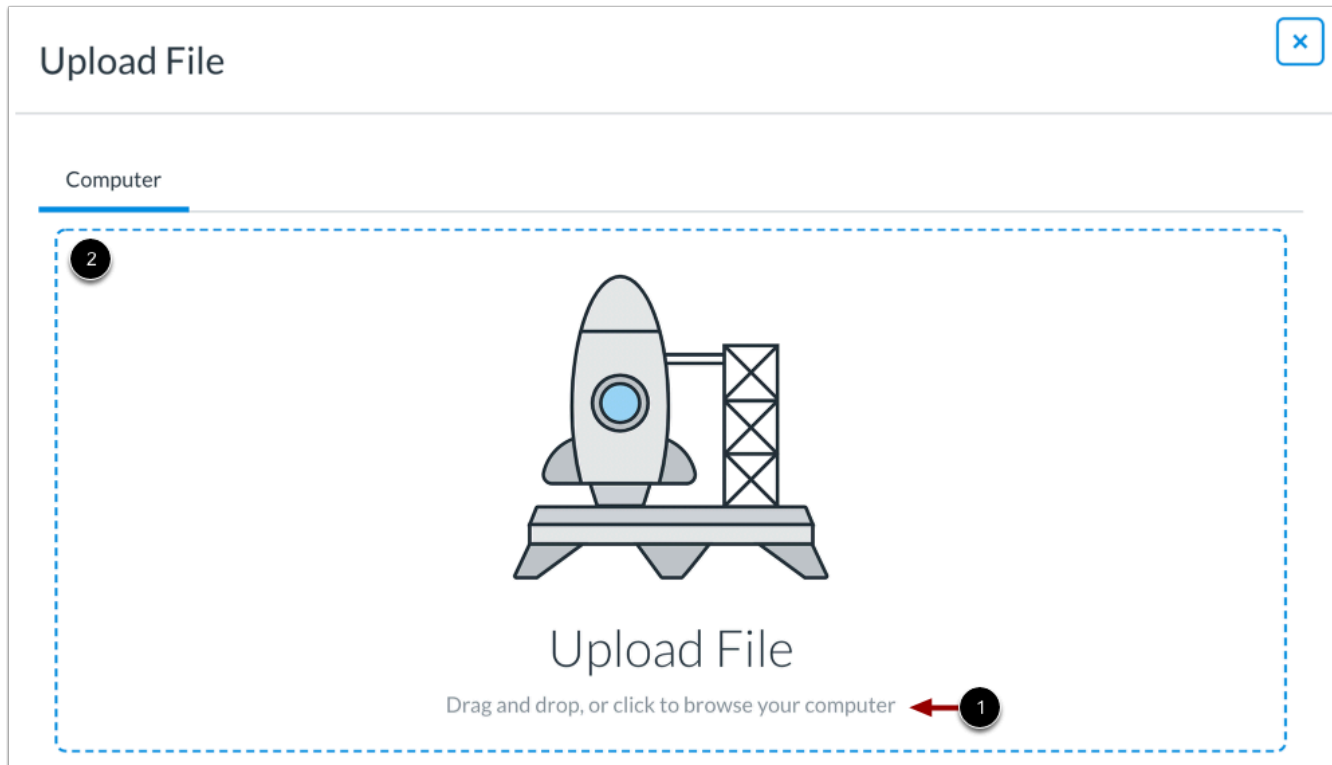 Upload File
×
Computer
2
Upload File
Drag and drop, or click to browse your computer
1